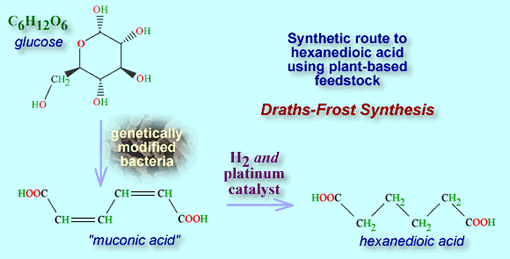 C6H12O6
glucose
OH
OH
O
OH
CH2
HO
OH
Synthetic route to
hexanedioic acid
using plant-based
feedstock
Draths-Frost Synthesis
genetically
modified
bacteria
H2 and
platinum
catalyst
HOOC
CH=CH
CH=CH
COOH
"muconic acid"
HOOC
CH2
CH2
CH2
CH2
COOH
hexanedioic acid